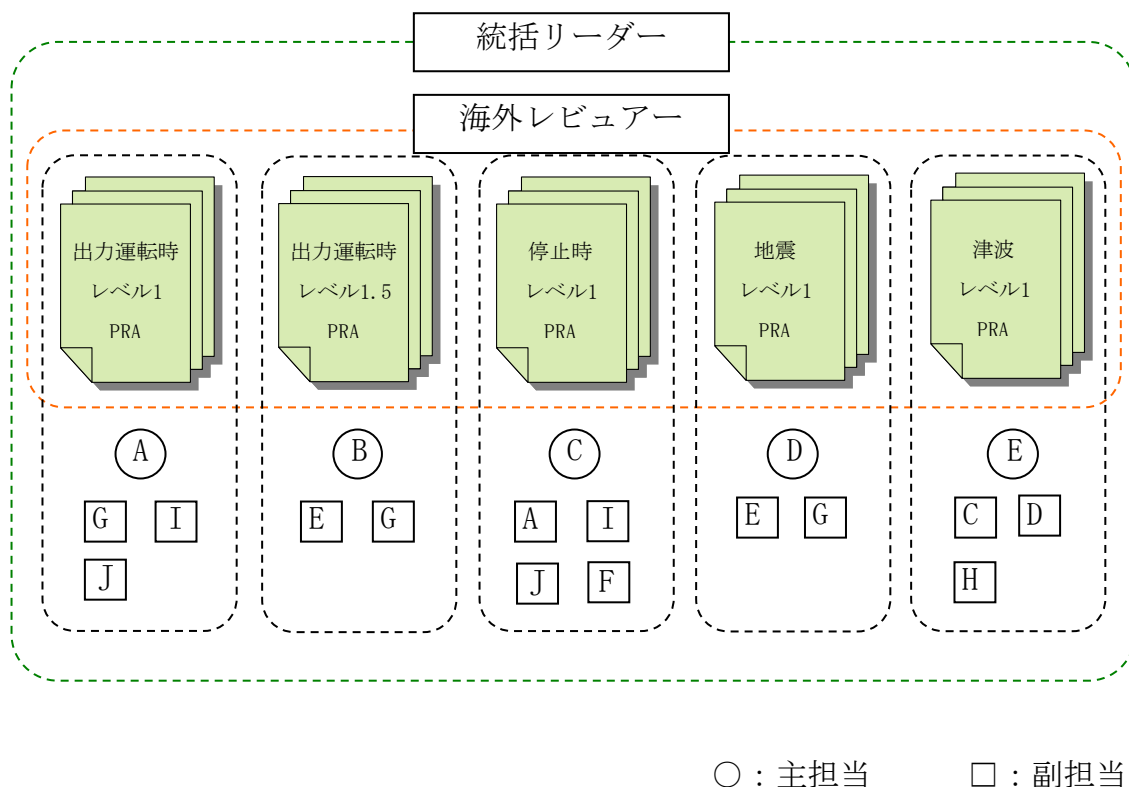 統括リーダー
海外レビュアー
出力運転時
レベル1
PRA
出力運転時
レベル1.5
PRA
停止時
レベル1
PRA
地震
レベル1
PRA
津波
レベル1
PRA
A
G I
J
B
E G
C
A I
J F
D
E G
E
C D
H
○：主担当 □：副担当